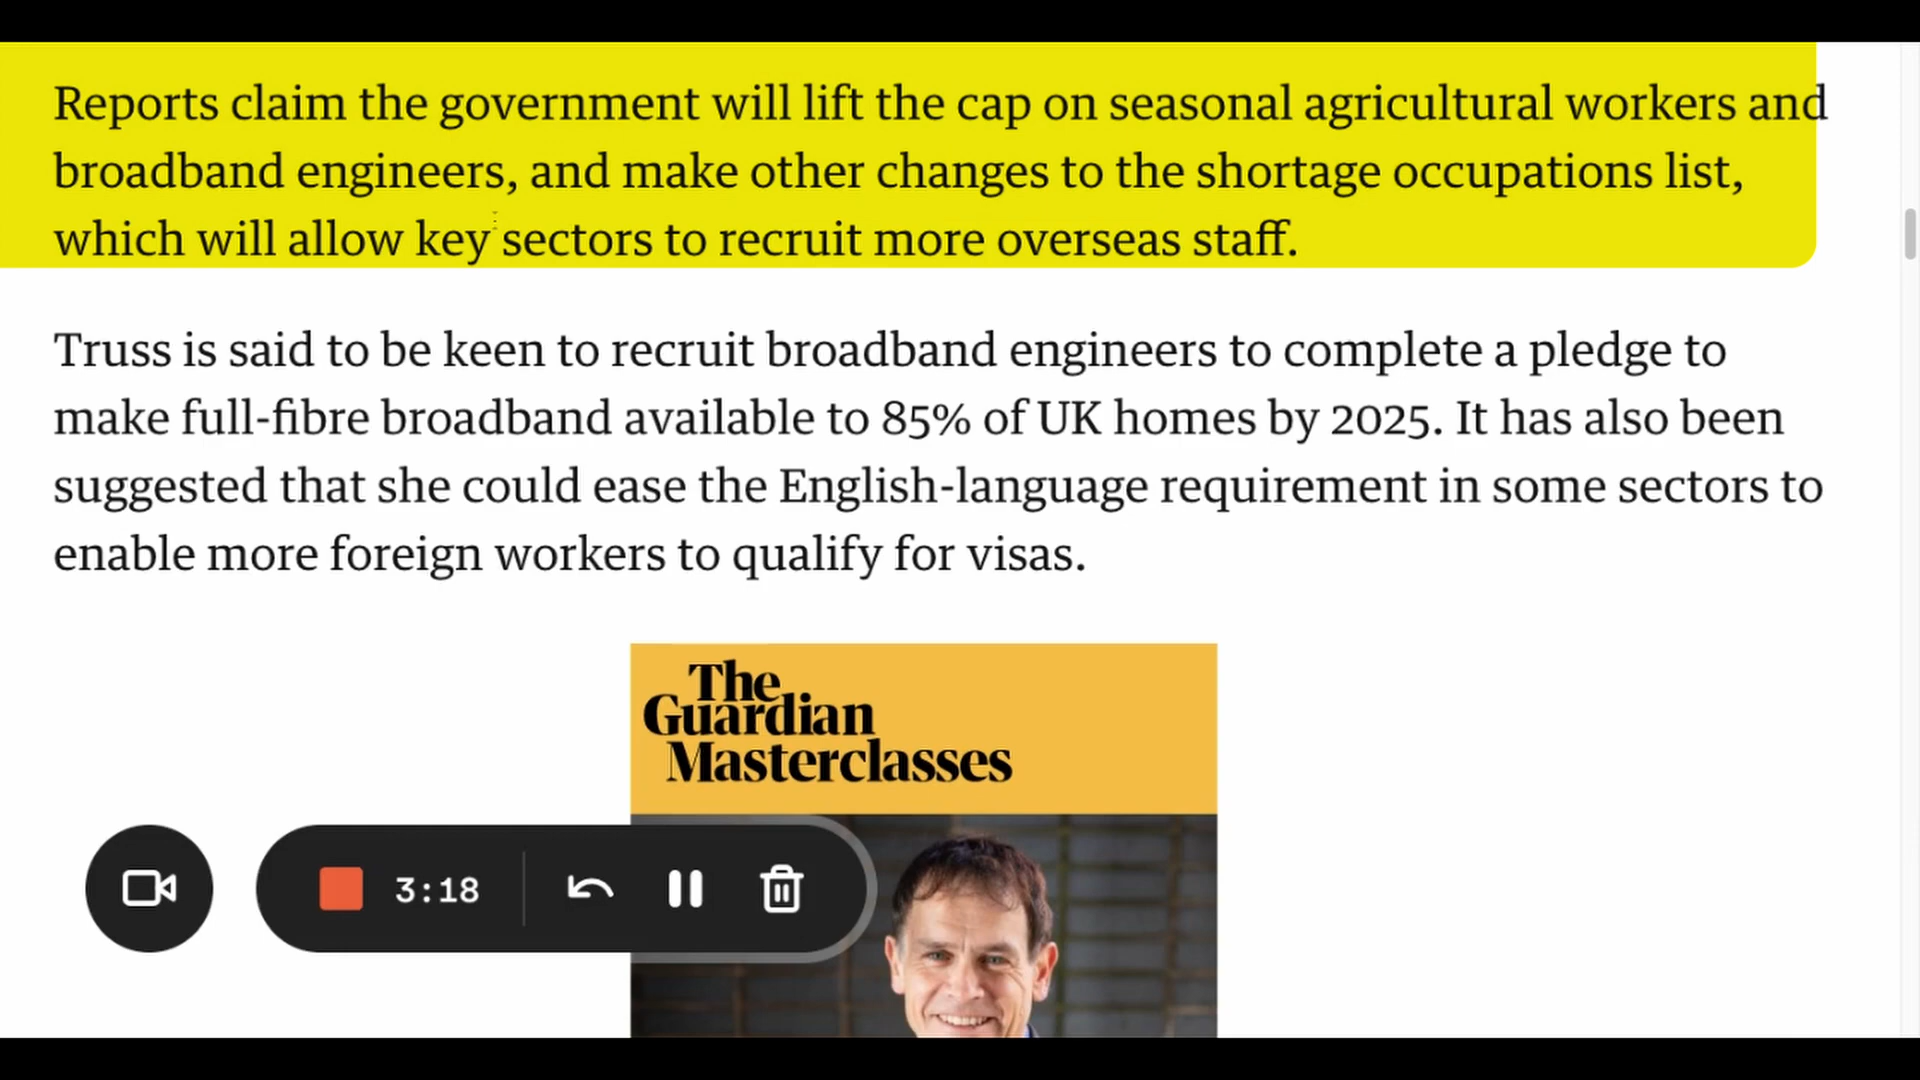 Reports claim the government will lift the cap on seasonal agricultural workers and
broadband engineers, and make other changes to the shortage occupations list,
which will allow key sectors to recruit more overseas staff.
Truss is said to be keen to recruit broadband engineers to complete a pledge to
make full-fibre broadband available to 85% of UK homes by 2025. It has also been
suggested that she could ease the English-language requirement in some sectors to
enable more foreign workers to qualify for visas.
The
Guardian
Masterclasses
3:18